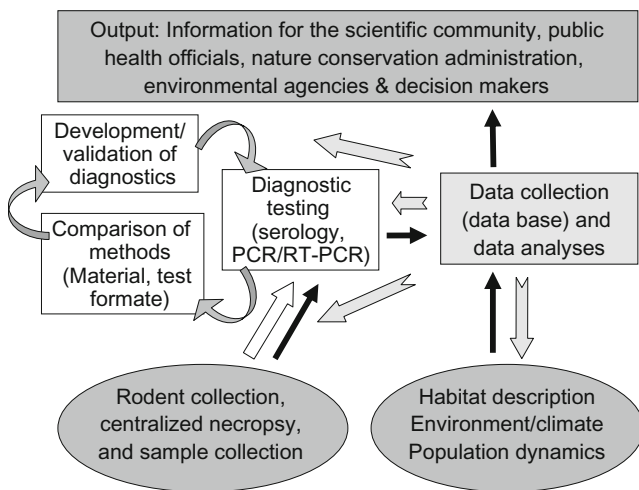 Output: Information for the scientific community, public
health officials, nature conservation administration,
environmental agencies & decision makers
Development/
validation of
diagnostics
Diagnostic
testing
(serology,
PCR/RT-PCR)
Data collection
(data base) and
data analyses
Comparison of
methods
(Material, test
formate)
Rodent collection,
centralized necropsy,
and sample collection
Habitat description
Environment/climate
Population dynamics